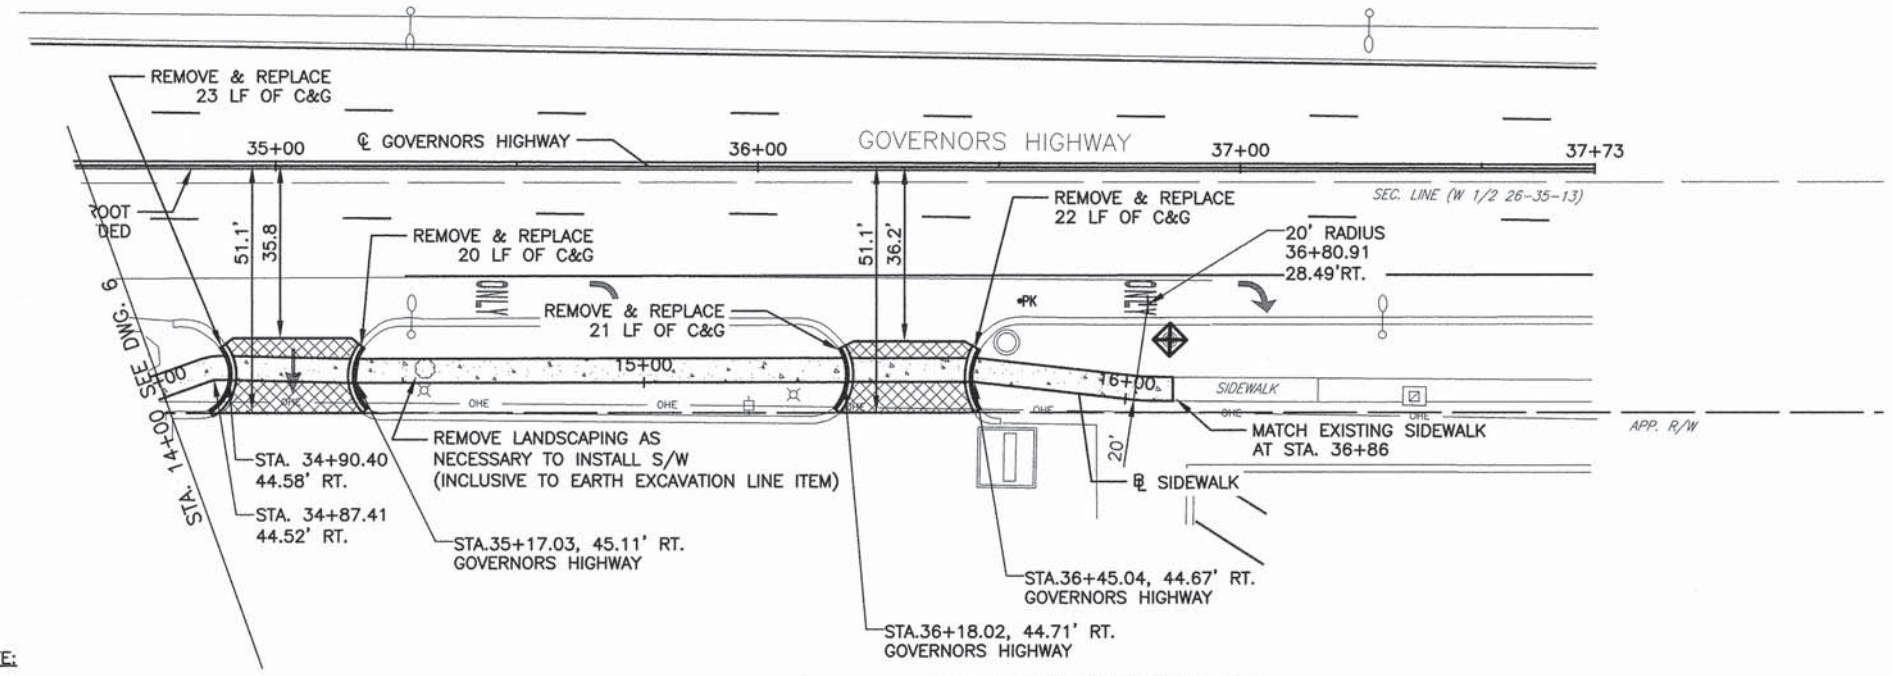 REMOVE & REPLACE
23 LF OF C&G
35+00
℄ GOVERNORS HIGHWAY
36+00
GOVERNORS HIGHWAY
37+00
37+73
SEC. LINE (W 1/2 26-35-13)
51.1'
35.8
REMOVE & REPLACE
20 LF OF C&G
51.1'
36.2'
REMOVE & REPLACE
22 LF OF C&G
20' RADIUS
36+80.91
28.49'RT.
ONLY
REMOVE & REPLACE
21 LF OF C&G
PK
ONLY
STA. 14+00 SEE DWG. 6
15+00
16+00
SIDEWALK
OHE
OHE
OHE
OHE
OHE
OHE
OHE
APP. R/W
REMOVE LANDSCAPING AS
NECESSARY TO INSTALL S/W
(INCLUSIVE TO EARTH EXCAVATION LINE ITEM)
MATCH EXISTING SIDEWALK
AT STA. 36+86
20'
SIDEWALK
STA. 34+90.40
44.58' RT.
STA. 34+87.41
44.52' RT.
STA.35+17.03, 45.11' RT.
GOVERNORS HIGHWAY
STA.36+45.04, 44.67' RT.
GOVERNORS HIGHWAY
STA.36+18.02, 44.71' RT.
GOVERNORS HIGHWAY